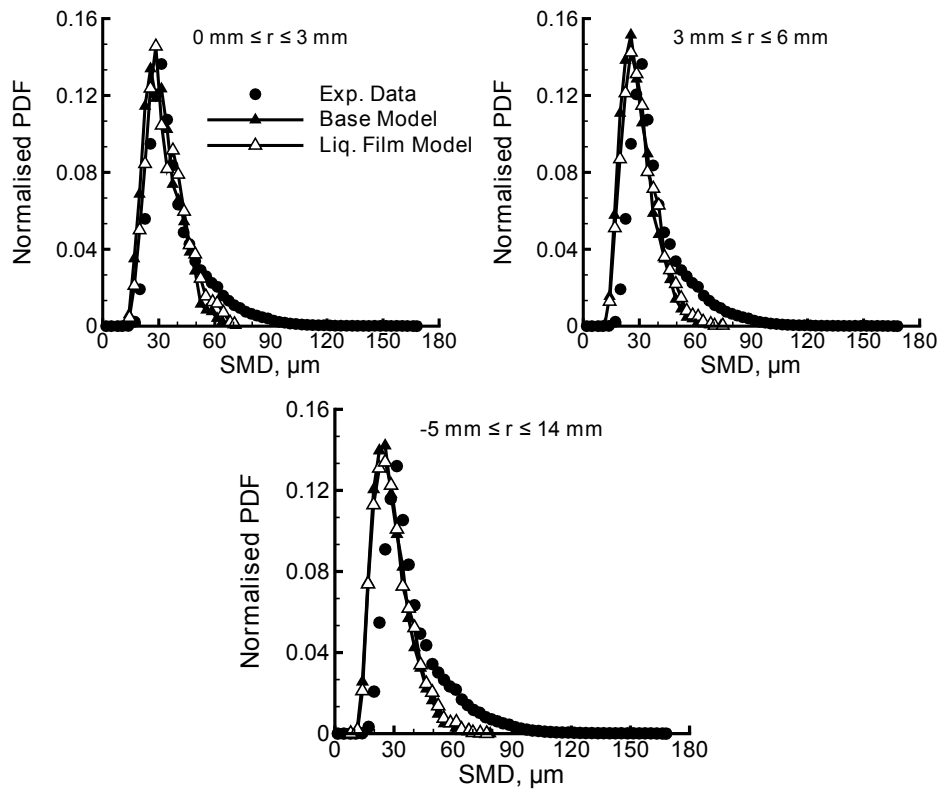 0.16
0.12
0.08
0.04
0
Normalised PDF
0 mm ≤ r ≤ 3 mm
Exp. Data
Base Model
Liq. Film Model
0 30 60 90 120 150 180
SMD, µm
0.16
0.12
0.08
0.04
0
Normalised PDF
3 mm ≤ r ≤ 6 mm
0 30 60 90 120 150 180
SMD, µm
0.16
0.12
0.08
0.04
0
Normalised PDF
-5 mm ≤ r ≤ 14 mm
0 30 60 90 120 150 180
SMD, µm